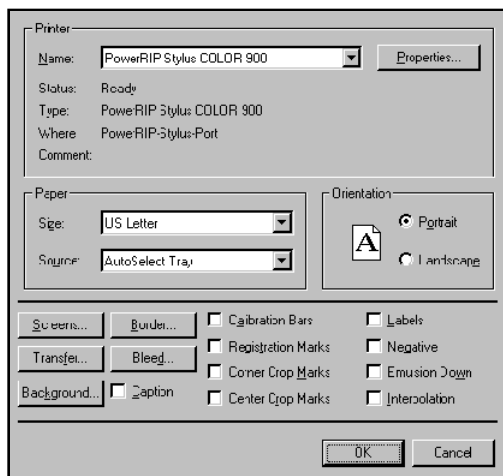 Printer
Name: PowerRIP Stylus COLOR 900 Properties...
Status: Ready
Type: PowerRIP Stylus COLOR 900
Where PowerRIP-Stylus-Port
Comment:
Paper
Size: US Letter
Source: AutoSelect Tray
Orientation
A
Portrait
Landscape
Screens... Border... Calibration Bars Labels
Transfer... Bleed... Registration Marks Negative
Corner Crop Marks Emulsion Down
Background... Caption Center Crop Marks Interpolation
OK Cancel